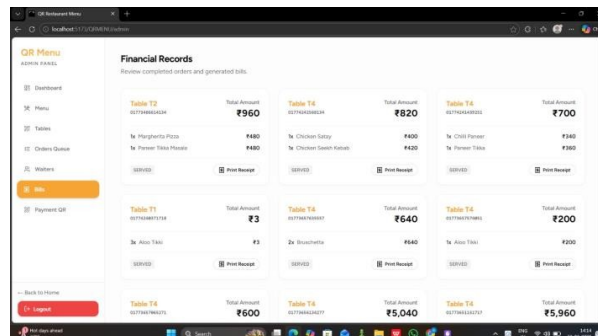 QR Restaurant Menu
localhost:5173/QRMENU/admin
QR Menu
ADMIN PANEL
Dashboard
Menu
Tables
Orders Queue
Waiters
Bills
Payment QR
Back to Home
Logout
Financial Records
Review completed orders and generated bills.
Table T2
Total Amount
₹960
1x Margherita Pizza ₹480
1x Paneer Tikka Masala ₹480
SERVED
Print Receipt
Table T4
Total Amount
₹820
1x Chicken Satay ₹400
1x Chicken Seekh Kebab ₹420
SERVED
Print Receipt
Table T4
Total Amount
₹700
1x Chilli Paneer ₹340
1x Paneer Tikka ₹360
SERVED
Print Receipt
Table T1
Total Amount
₹3
3x Aloo Tikki ₹3
SERVED
Print Receipt
Table T4
Total Amount
₹640
2x Bruschetta ₹640
SERVED
Print Receipt
Table T4
Total Amount
₹200
1x Aloo Tikki ₹200
SERVED
Print Receipt
Table T4
Total Amount
₹600
Table T4
Total Amount
₹5,040
Table T4
Total Amount
₹5,960
Hot days ahead
Search
ENG
14:14